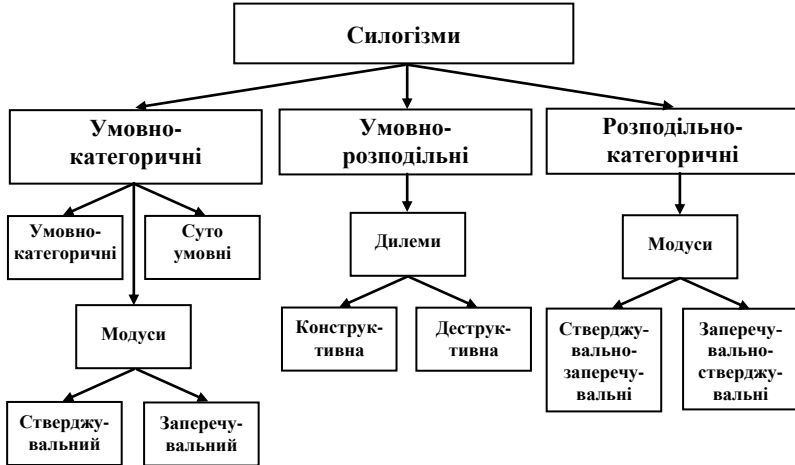 Силогізми
Умовно-
категоричні
Умовно-
розподільні
Розподільно-
категоричні
Умовно-
категоричні
Суто
умовні
Дилеми
Модуси
Модуси
Конструк-
тивна
Деструк-
тивна
Стверджу-
вально-
заперечу-
вальні
Заперечу-
вально-
стверджу-
вальні
Стверджу-
вальний
Заперечу-
вальний